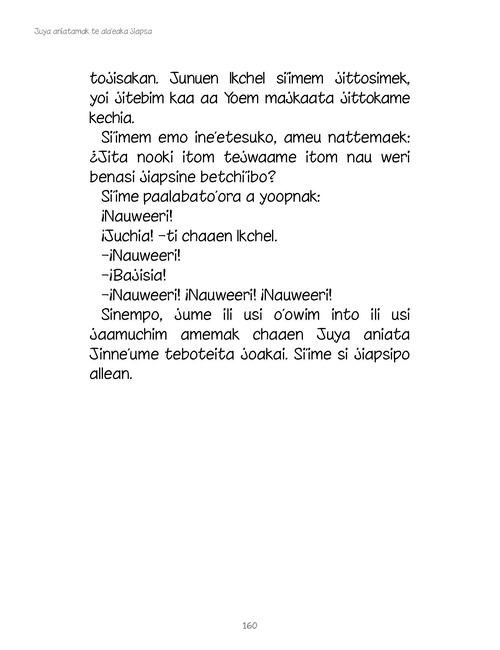 Juya aniatamak te ala'eaka jiapsa
tojisakan. Junuen Ikchel si'imem jittosimek,
yoi jitebim kaa aa Yoem majkaata jittokame
kechia.
Si'imem emo ine'etesuko, ameu nattemaek:
¿Jita nooki itom tejwaame itom nau weri
benasi jiapsine betchi'ibo?
Si'ime paalabato'ora a yoopnak:
¡Nauweeri!
¡Juchia! -ti chaaen Ikchel.
-¡Nauweeri!
-¡Bajisia!
-¡Nauweeri! ¡Nauweeri! ¡Nauweeri!
Sinempo, jume ili usi o'owim into ili usi
jaamuchim amemak chaaen Juya aniata
Jinne'ume teboteita joakai. Si'ime si jiapsipo
allean.
160